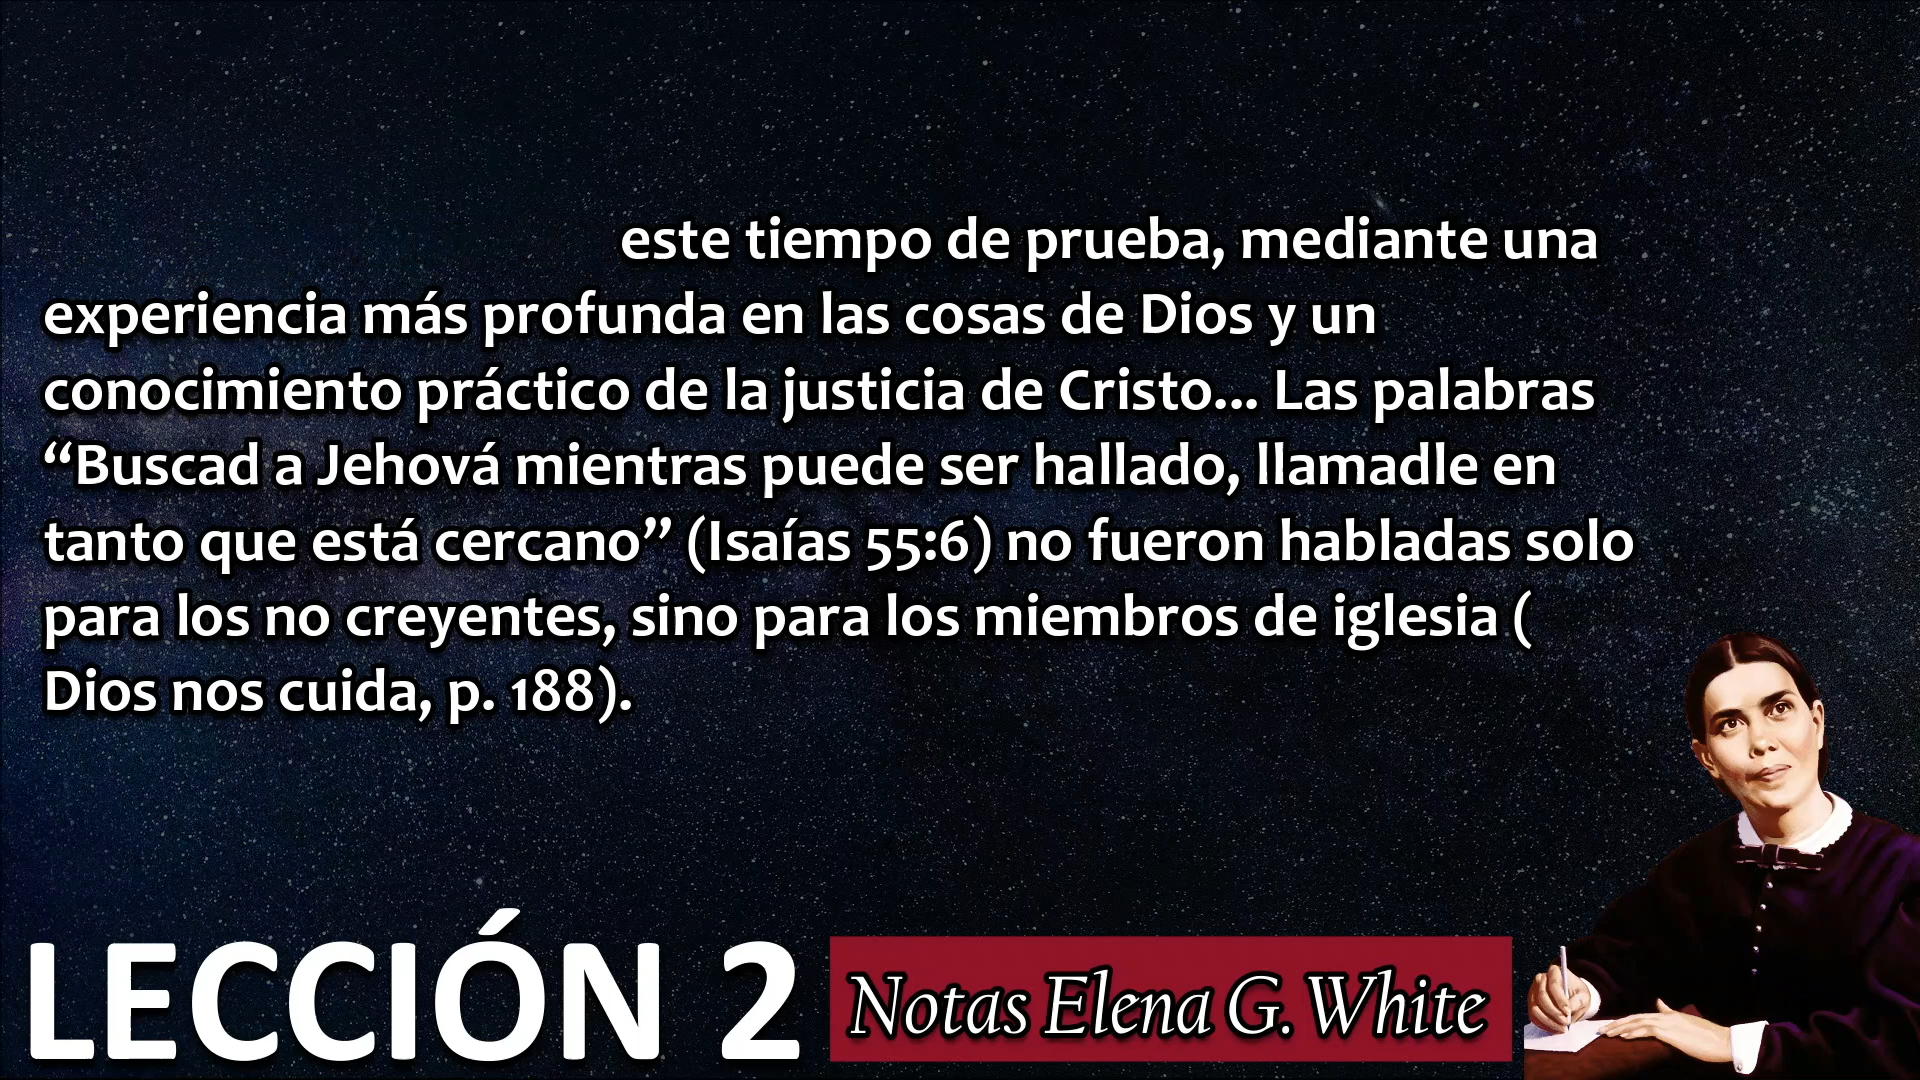 este tiempo de prueba, mediante una
experiencia más profunda en las cosas de Dios y un
conocimiento práctico de la justicia de Cristo... Las palabras
“Buscad a Jehová mientras puede ser hallado, llamadle en
tanto que está cercano” (Isaías 55:6) no fueron habladas solo
para los no creyentes, sino para los miembros de iglesia (
Dios nos cuida, p. 188).
LECCIÓN 2
Notas Elena G. White